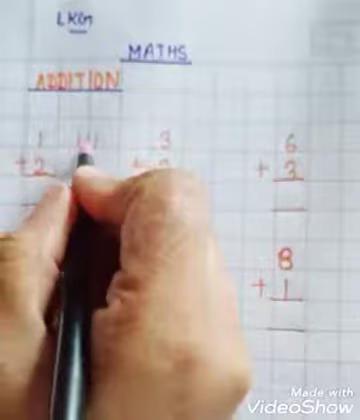 LKG
MATHS
ADDITION
1 3 6
+2 + + 3
8
+ 1
Made with
VideoShow